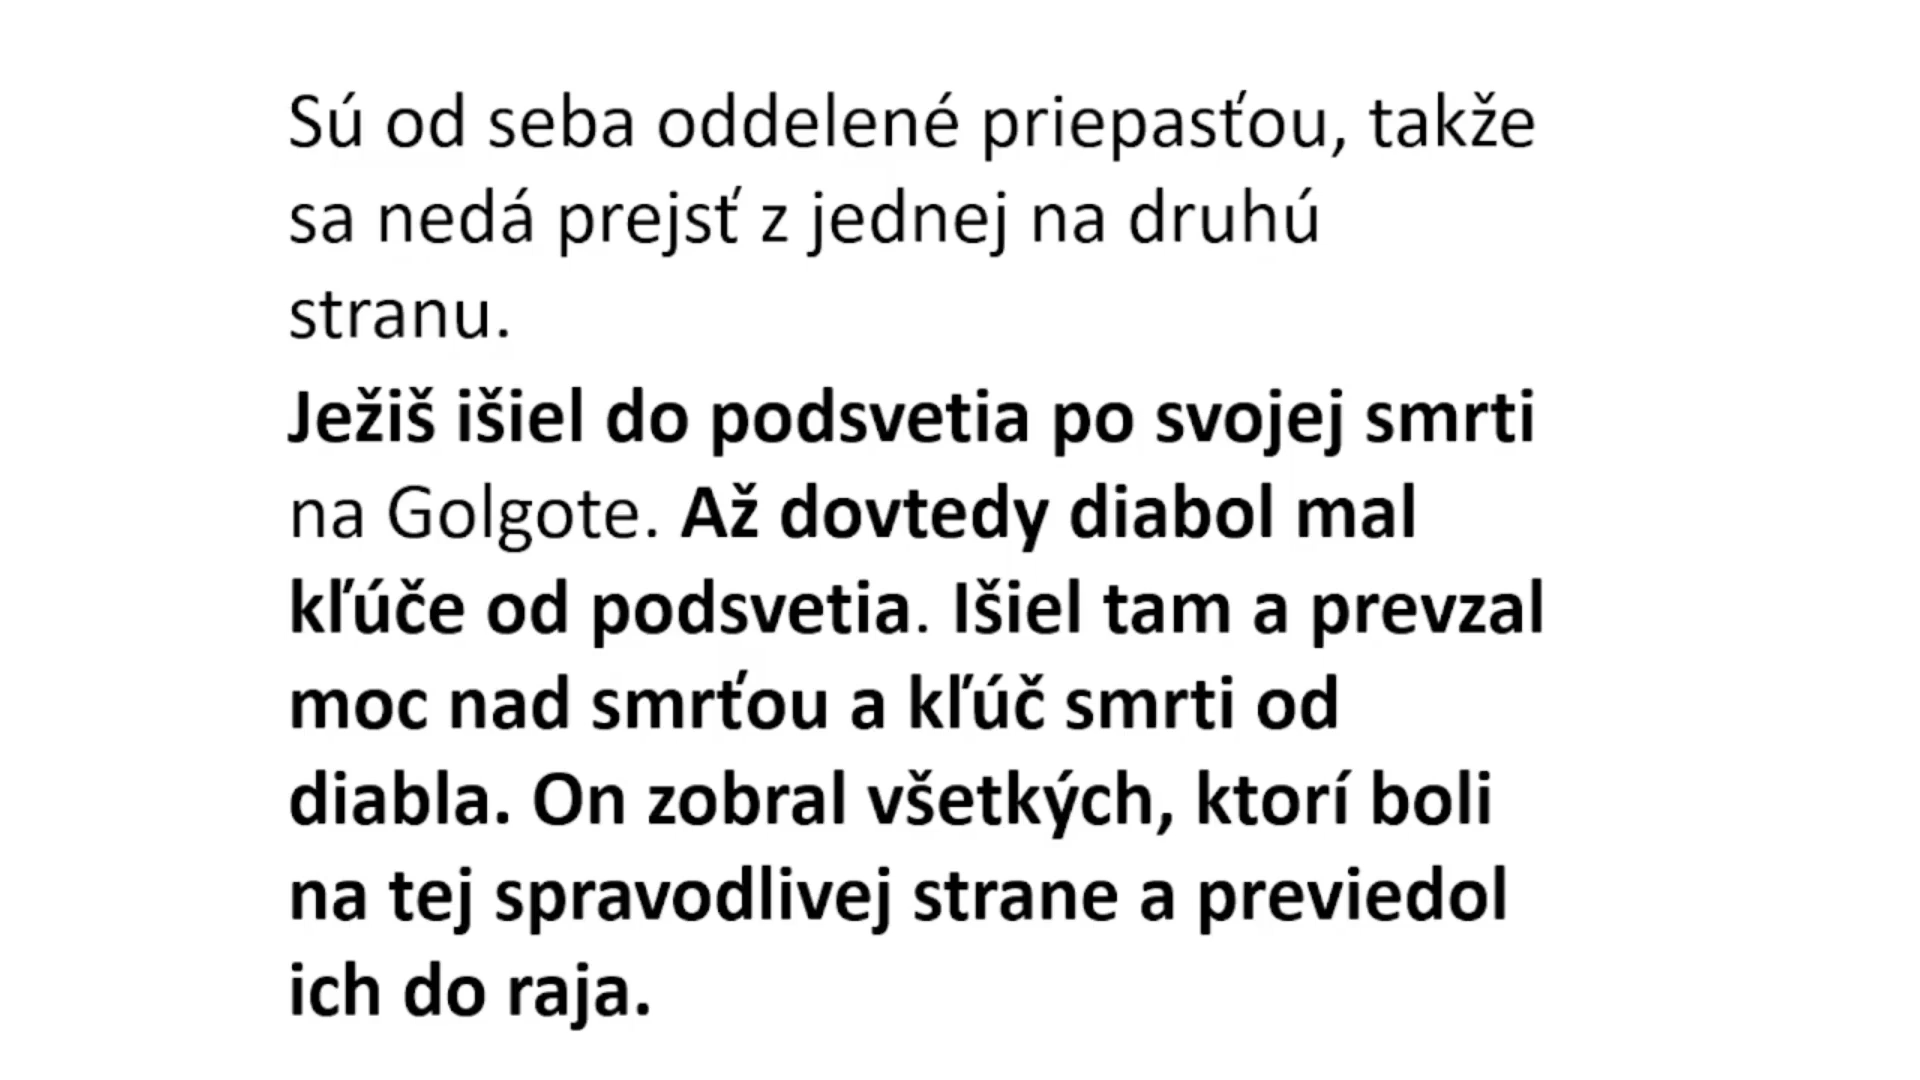 Sú od seba oddelené priepasťou, takže
sa nedá prejsť z jednej na druhú
stranu.
Ježiš išiel do podsvetia po svojej smrti
na Golgote. Až dovtedy diabol mal
kľúče od podsvetia. Išiel tam a prevzal
moc nad smrťou a kľúč smrti od
diabla. On zobral všetkých, ktorí boli
na tej spravodlivej strane a previedol
ich do raja.